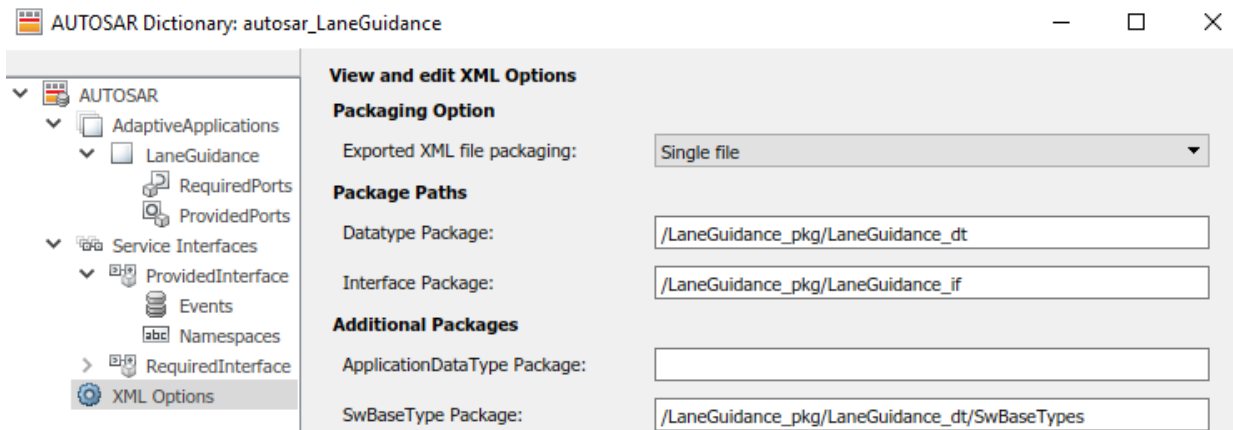 AUTOSAR Dictionary: autosar_LaneGuidance
AUTOSAR
AdaptiveApplications
LaneGuidance
RequiredPorts
ProvidedPorts
Service Interfaces
ProvidedInterface
Events
abc Namespaces
RequiredInterface
XML Options
View and edit XML Options
Packaging Option
Exported XML file packaging: Single file
Package Paths
Datatype Package: /LaneGuidance_pkg/LaneGuidance_dt
Interface Package: /LaneGuidance_pkg/LaneGuidance_if
Additional Packages
ApplicationDataType Package:
SwBaseType Package: /LaneGuidance_pkg/LaneGuidance_dt/SwBaseTypes